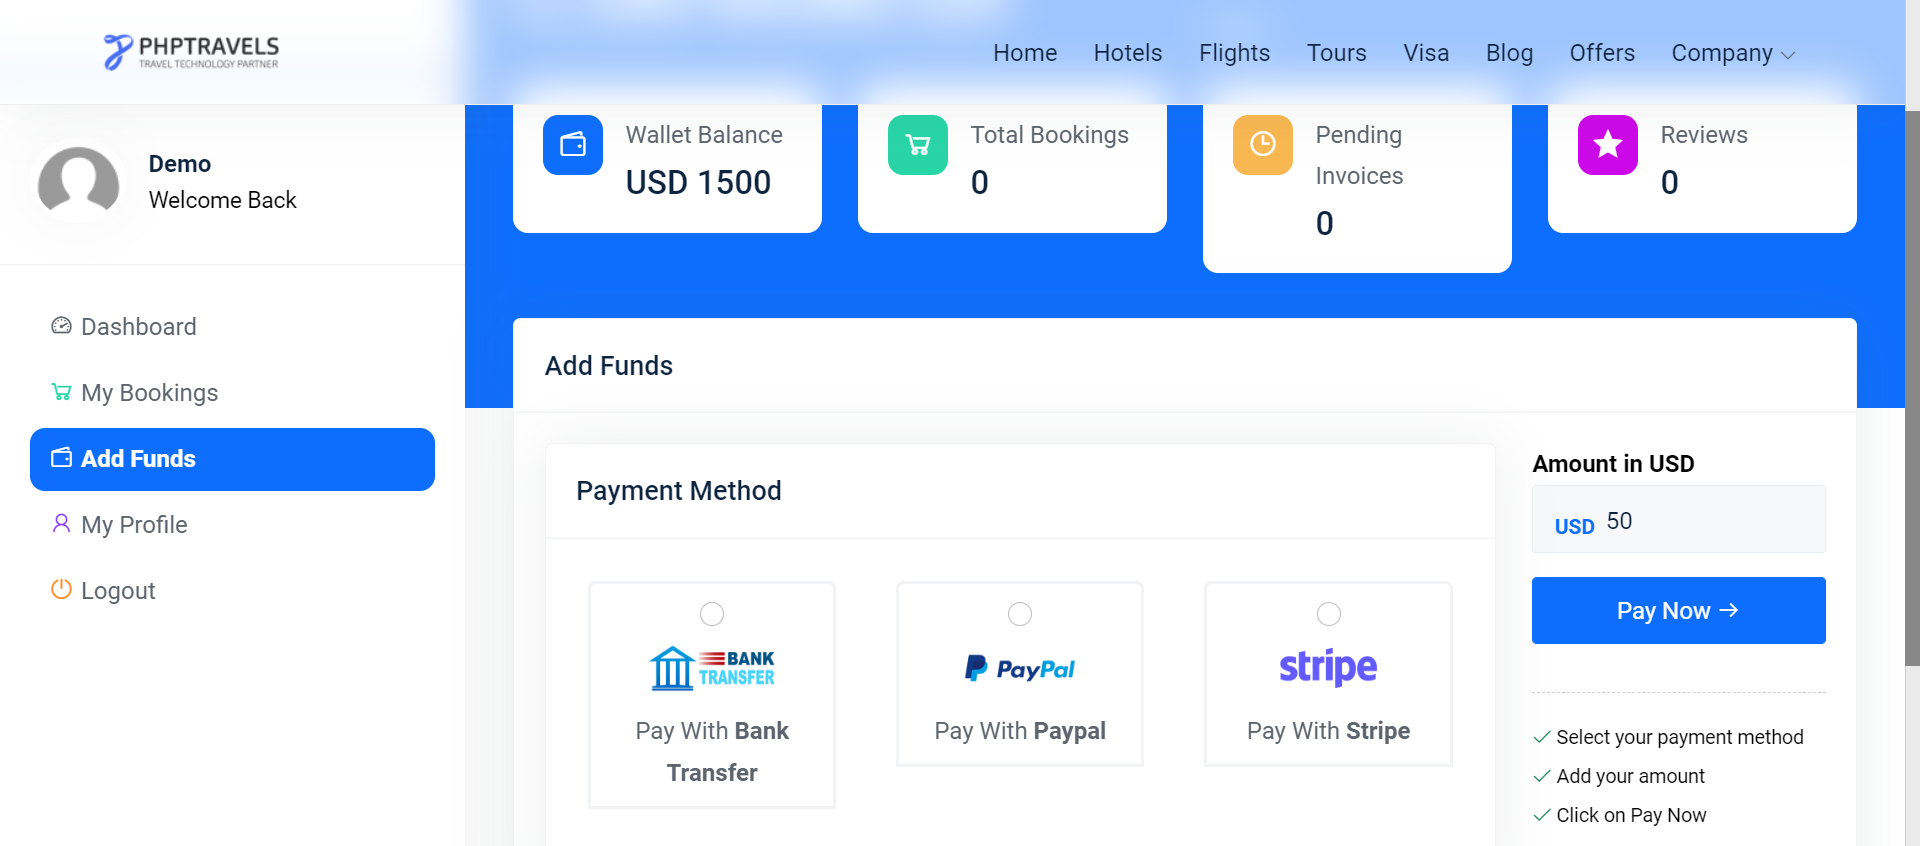 PHPTRAVELS
TRAVEL TECHNOLOGY PARTNER
Home Hotels Flights Tours Visa Blog Offers Company
Demo
Welcome Back
Dashboard
My Bookings
Add Funds
My Profile
Logout
Wallet Balance
USD 1500
Total Bookings
0
Pending
Invoices
0
Reviews
0
Add Funds
Payment Method
BANK
TRANSFER
Pay With Bank
Transfer
PayPal
Pay With Paypal
stripe
Pay With Stripe
Amount in USD
USD 50
Pay Now
Select your payment method
Add your amount
Click on Pay Now